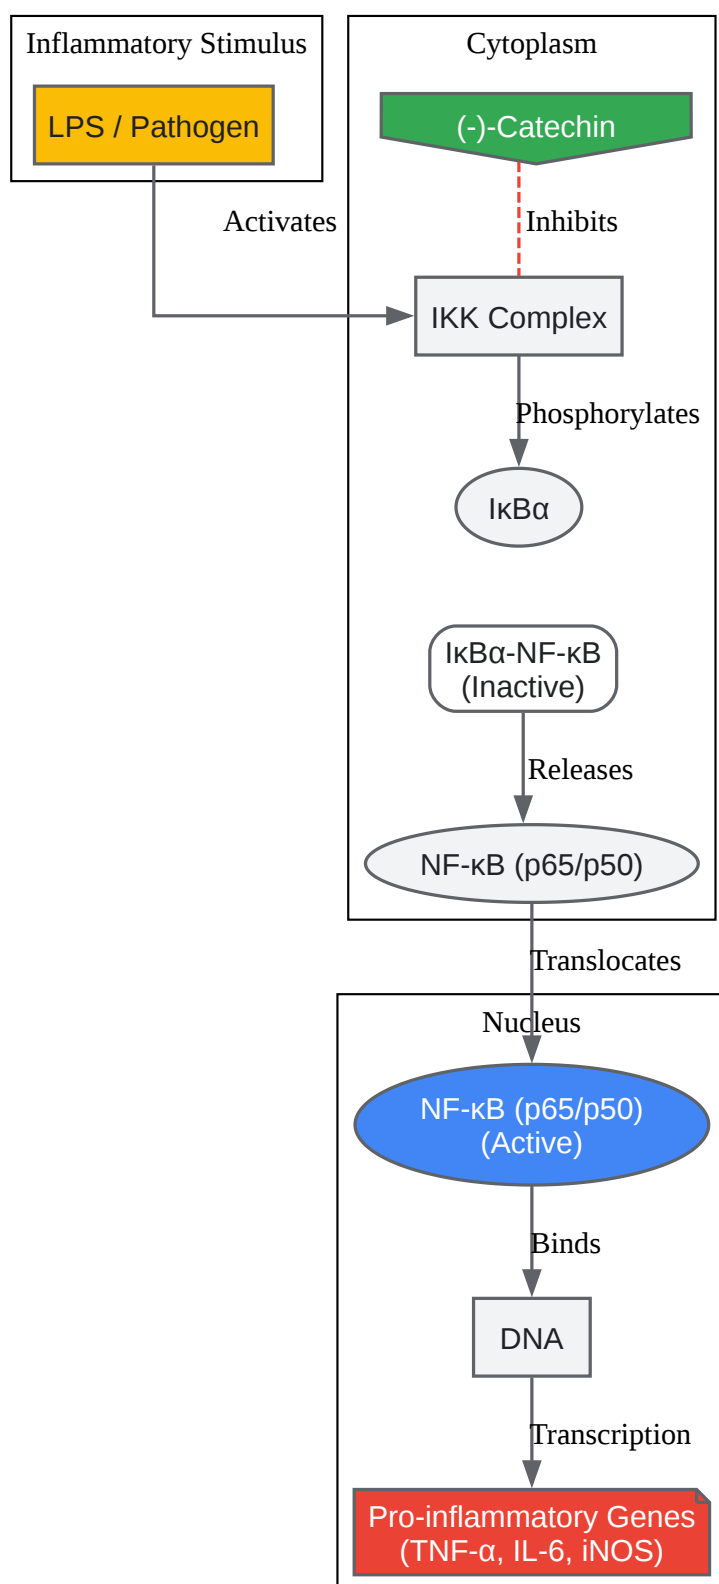 Inflammatory Stimulus
LPS / Pathogen
Cytoplasm
(-)-Catechin
Activates
Inhibits
IKK Complex
Phosphorylates
IκBα
IκBα-NF-κB
(Inactive)
Releases
NF-κB (p65/p50)
Translocates
Nucleus
NF-κB (p65/p50)
(Active)
Binds
DNA
Transcription
Pro-inflammatory Genes
(TNF-α, IL-6, iNOS)